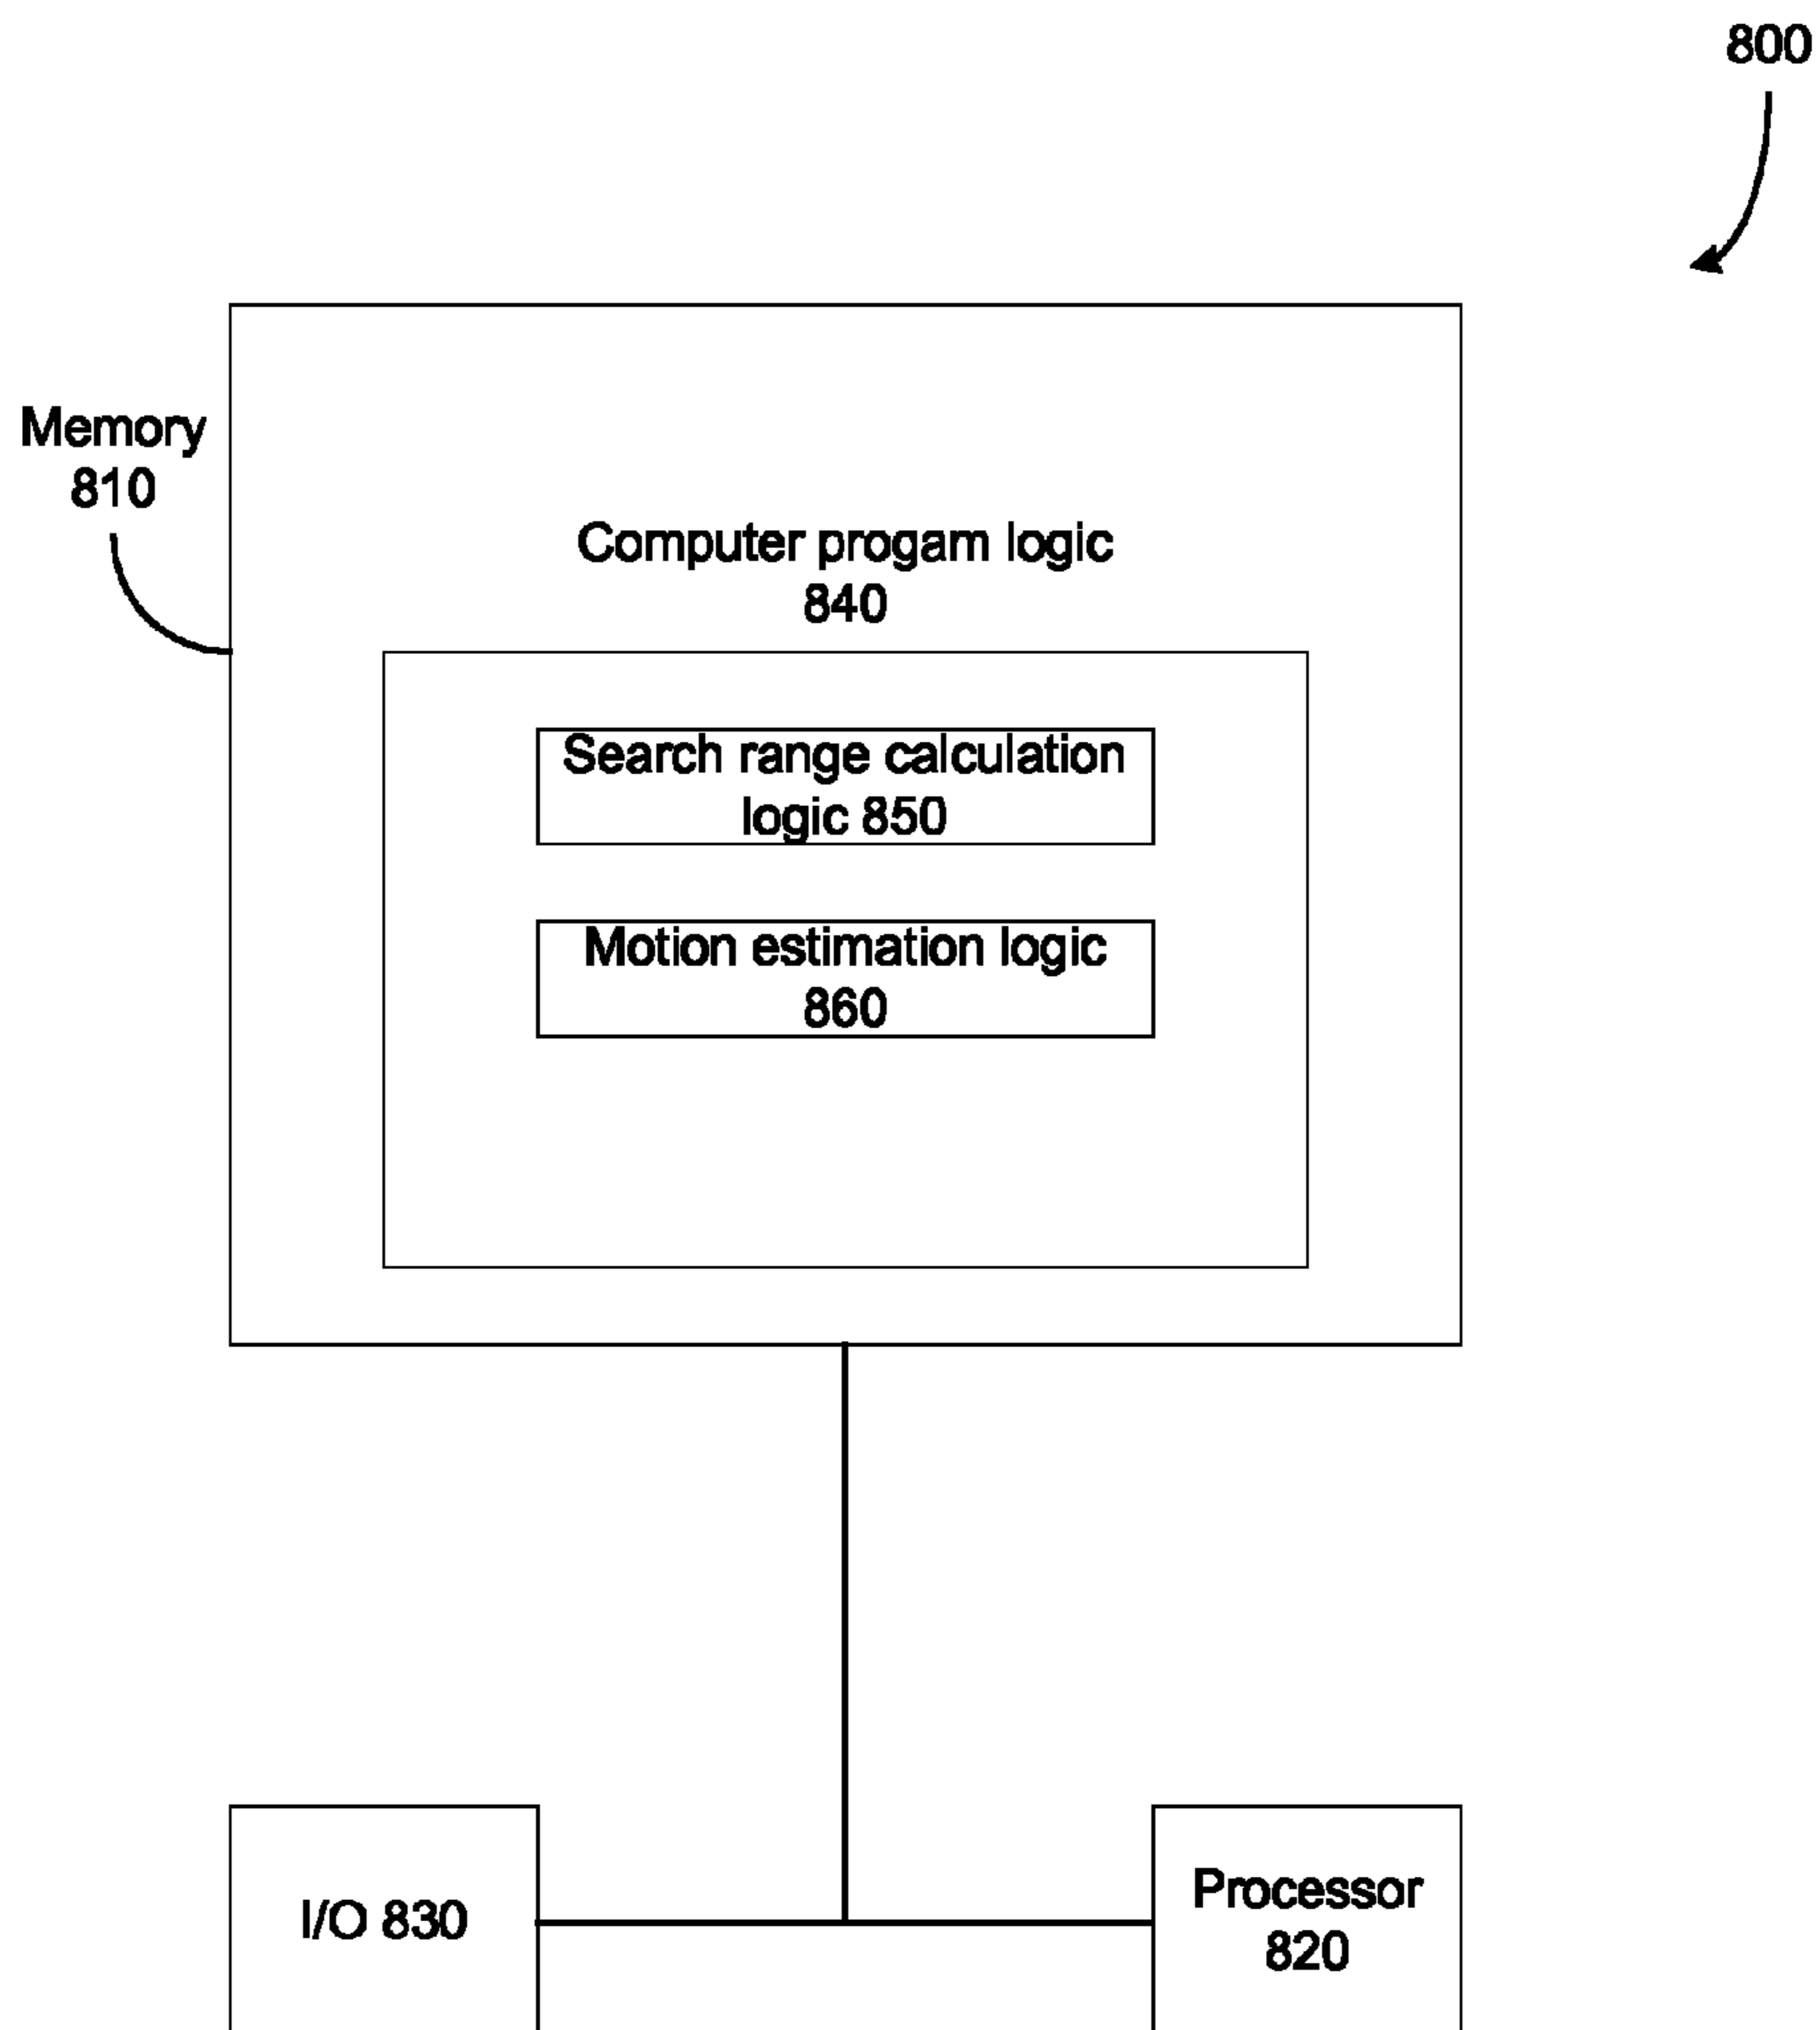 800
Memory
810
Computer progam logic
840
Search range calculation
logic 850
Motion estimation logic
860
I/O 830
Processor
820